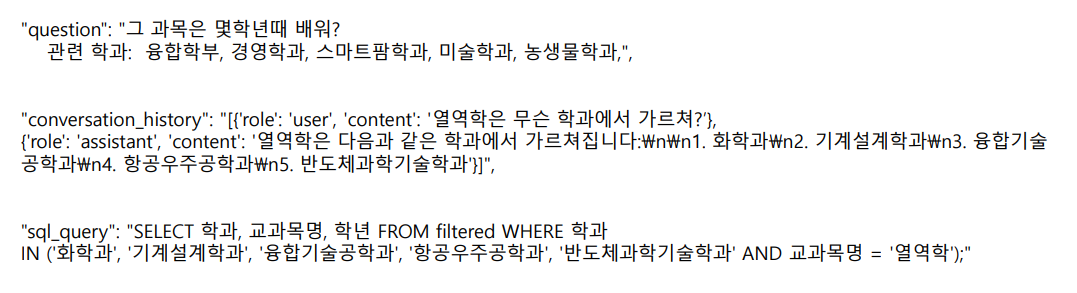 "question": "그 과목은 몇학년때 배워?
관련 학과:  융합학부, 경영학과, 스마트팜학과, 미술학과, 농생물학과,",
"conversation_history": "[{'role': 'user', 'content': '열역학은 무슨 학과에서 가르쳐?'},
{'role': 'assistant', 'content': '열역학은 다음과 같은 학과에서 가르쳐집니다:₩n₩n1. 화학과₩n2. 기계설계학과₩n3. 융합기술
공학과₩n4. 항공우주공학과₩n5. 반도체과학기술학과'}]",
"sql_query": "SELECT 학과, 교과목명, 학년 FROM filtered WHERE 학과
IN ('화학과', '기계설계학과', '융합기술공학과', '항공우주공학과', '반도체과학기술학과' AND 교과목명 = '열역학');"